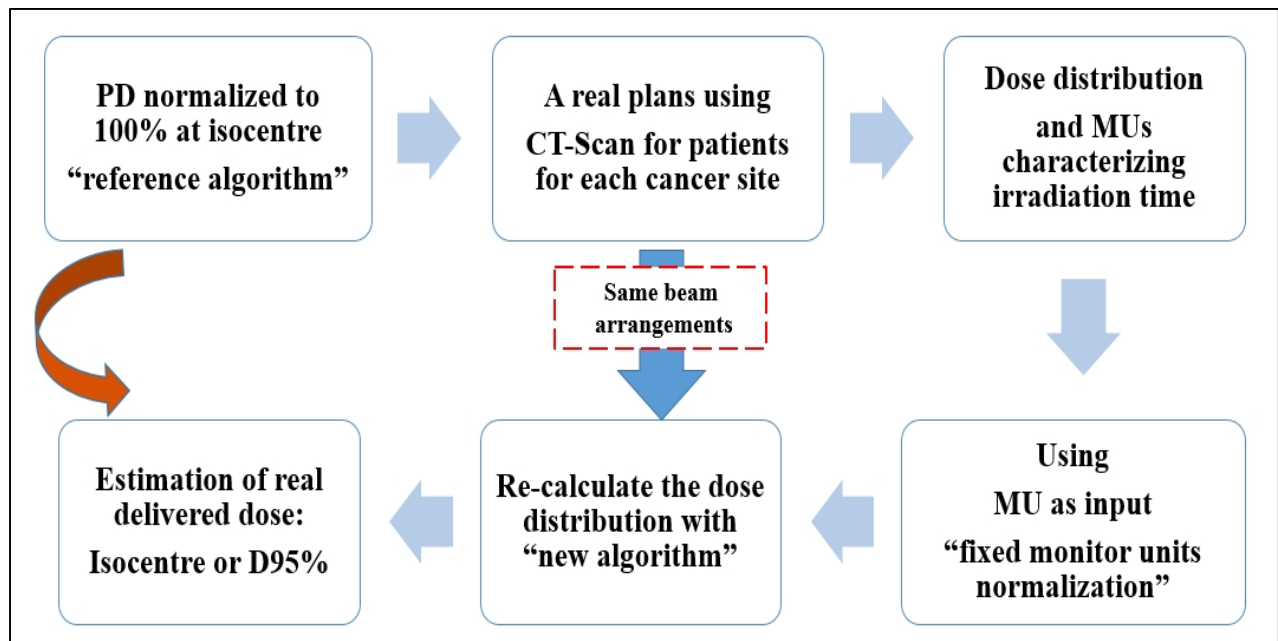 PD normalized to
100% at isocentre
“reference algorithm”
A real plans using
CT-Scan for patients
for each cancer site
Dose distribution
and MUs
characterizing
irradiation time
Same beam
arrangements
Estimation of real
delivered dose:
Isocentre or D95%
Re-calculate the dose
distribution with
“new algorithm”
Using
MU as input
“fixed monitor units
normalization”